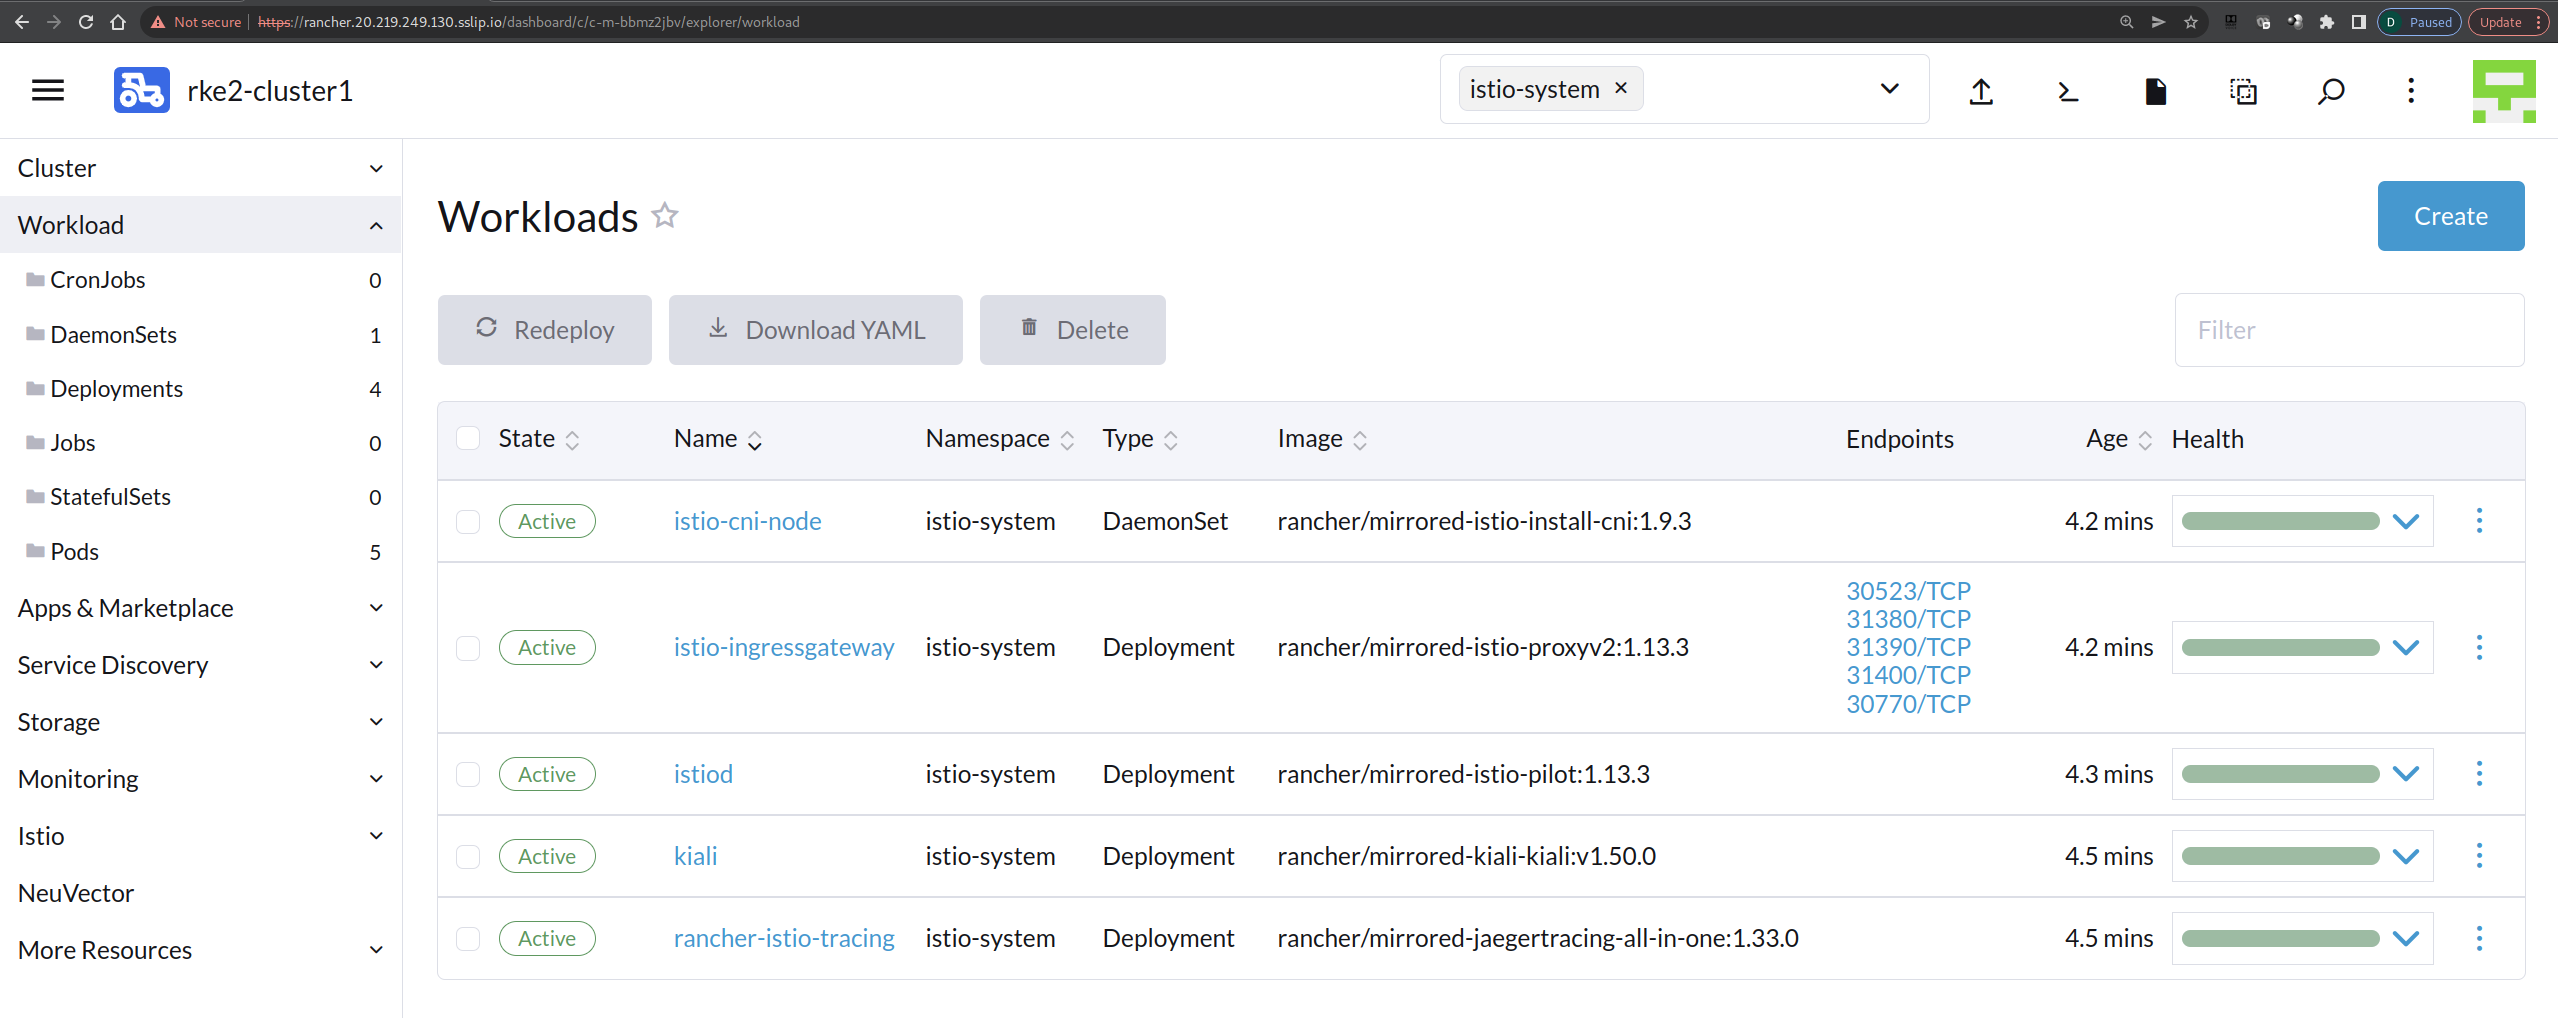 Not secure | https://rancher.20.219.249.130.sslip.io/dashboard/c/c-m-bbmz2jbv/explorer/workload
D Paused
Update
rke2-cluster1
istio-system ×
Cluster
Workload
CronJobs 0
DaemonSets 1
Deployments 4
Jobs 0
StatefulSets 0
Pods 5
Apps & Marketplace
Service Discovery
Storage
Monitoring
Istio
NeuVector
More Resources
Workloads
Create
Redeploy
Download YAML
Delete
Filter
State Name Namespace Type Image Endpoints Age Health
Active istio-cni-node istio-system DaemonSet rancher/mirrored-istio-install-cni:1.9.3 4.2 mins
Active istio-ingressgateway istio-system Deployment rancher/mirrored-istio-proxyv2:1.13.3 4.2 mins
30523/TCP
31380/TCP
31390/TCP
31400/TCP
30770/TCP
Active istiod istio-system Deployment rancher/mirrored-istio-pilot:1.13.3 4.3 mins
Active kiali istio-system Deployment rancher/mirrored-kiali-kiali:v1.50.0 4.5 mins
Active rancher-istio-tracing istio-system Deployment rancher/mirrored-jaegertracing-all-in-one:1.33.0 4.5 mins